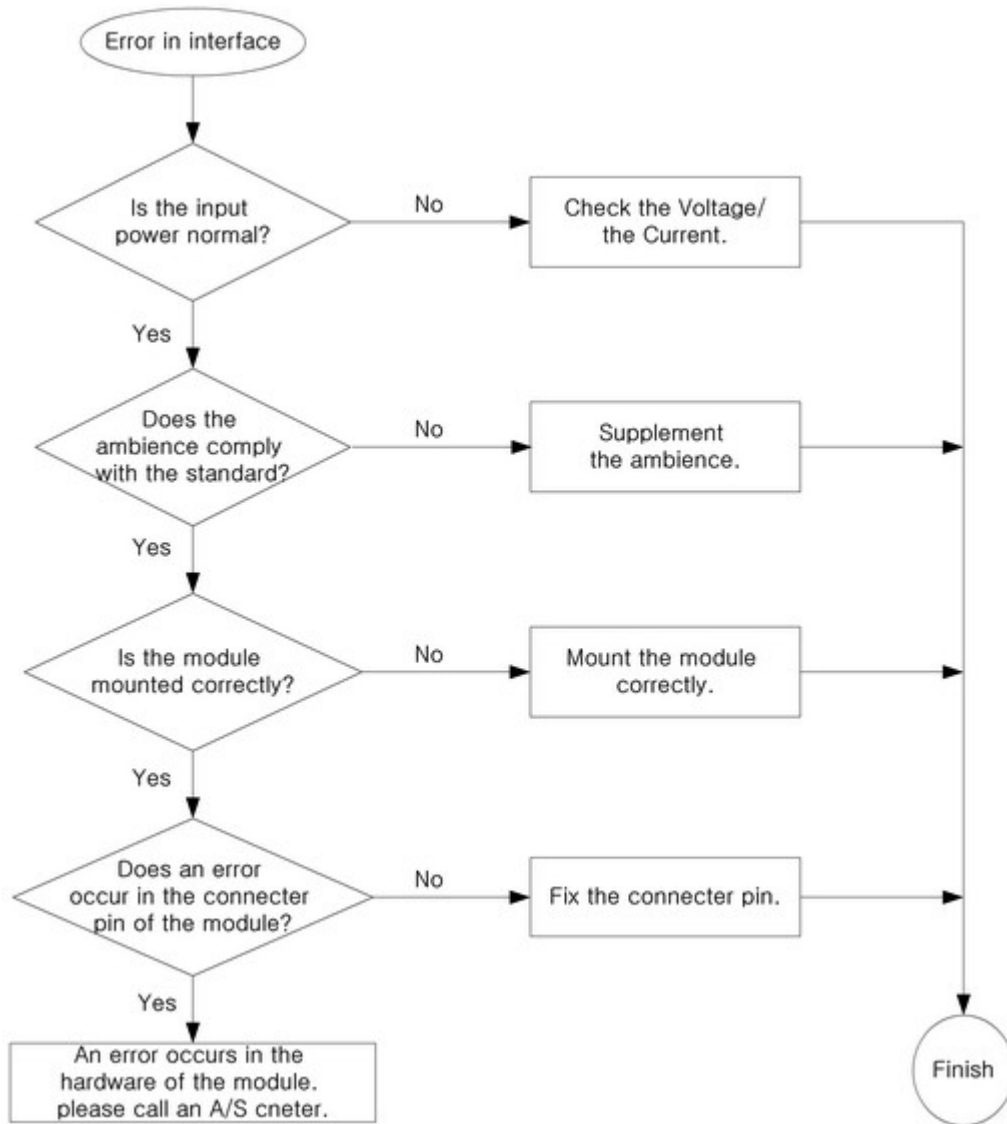 Error in interface
Is the input
power normal?
No
Check the Voltage/
the Current.
Yes
Does the
ambience comply
with the standard?
No
Supplement
the ambience.
Yes
Is the module
mounted correctly?
No
Mount the module
correctly.
Yes
Does an error
occur in the connecter
pin of the module?
No
Fix the connecter pin.
Yes
An error occurs in the
hardware of the module.
please call an A/S cneter.
Finish